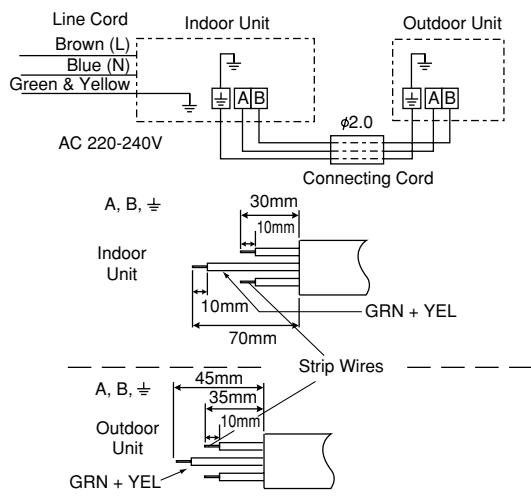 Line Cord
Indoor Unit
Outdoor Unit
Brown (L)
Blue (N)
Green & Yellow
A B
A B
AC 220-240V
ϕ2.0
Connecting Cord
A, B, ⏚
30mm
10mm
Indoor
Unit
10mm
GRN + YEL
70mm
Strip Wires
A, B, ⏚
45mm
35mm
10mm
Outdoor
Unit
GRN + YEL